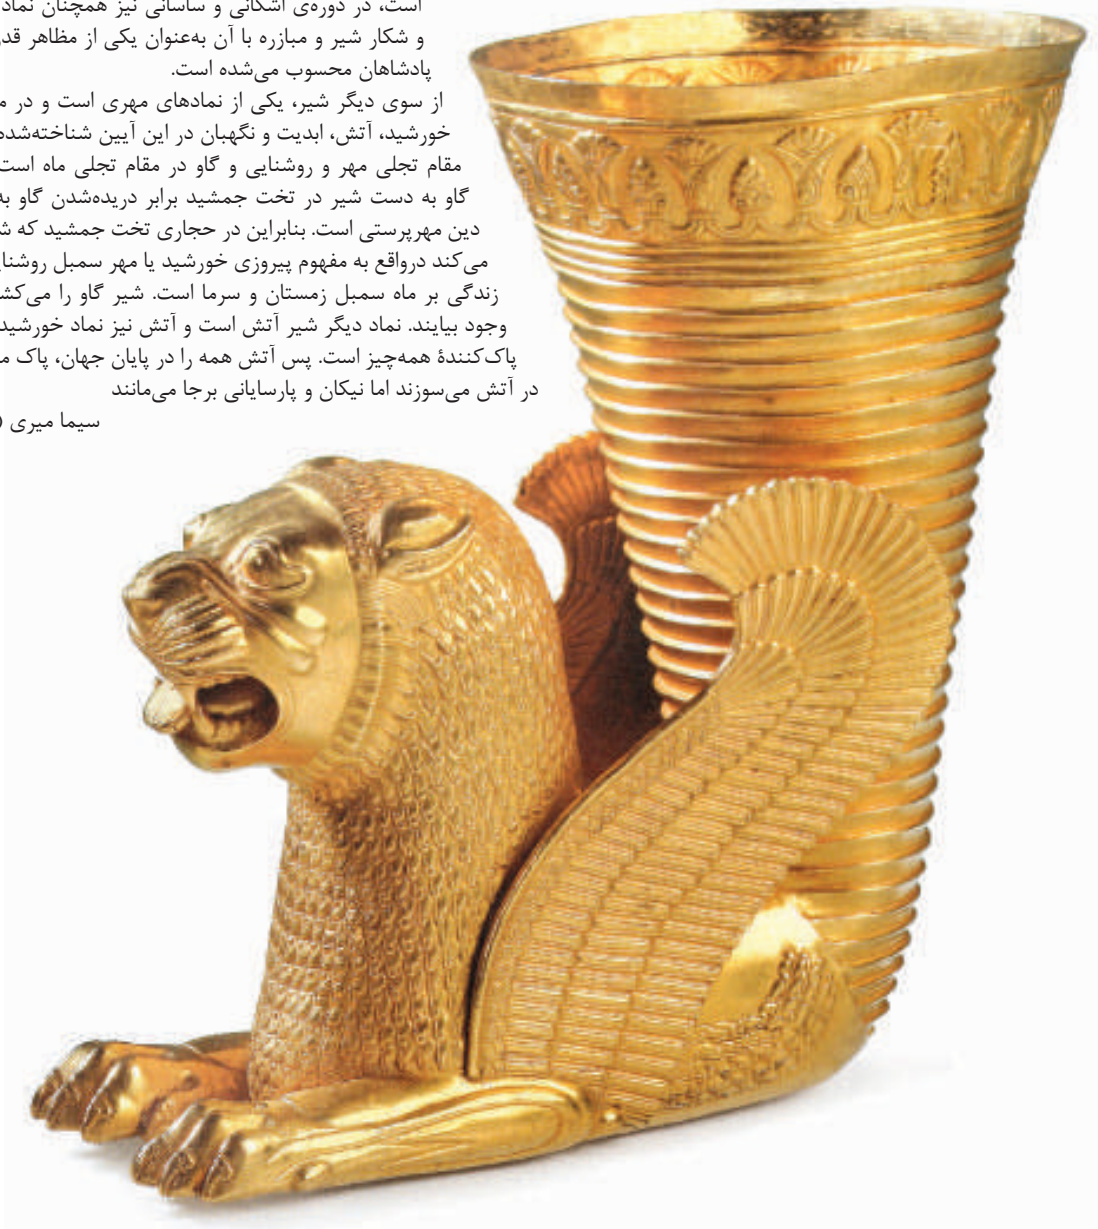 است، در دوره‌ی اشکانی و ساسانی نیز همچنان نماد
و شکار شیر و مبارزه با آن به‌عنوان یکی از مظاهر
پادشاهان محسوب می‌شده است.
از سوی دیگر شیر، یکی از نمادهای مهری است و در
خورشید، آتش، ابدیت و نگهبان در این آیین شناخته‌شده
مقام تجلی مهر و روشنایی و گاو در مقام تجلی ماه است
گاو به دست شیر در تخت جمشید برابر دریده‌شدن گاو
دین مهرپرستی است. بنابراین در حجاری تخت جمشید که
می‌کند درواقع به مفهوم پیروزی خورشید یا مهر سمبل
زندگی بر ماه سمبل زمستان و سرما است. شیر گاو را
وجود بیایند. نماد دیگر شیر آتش است و آتش نیز نماد خورشید
پاک‌کنندهٔ همه‌چیز است. پس آتش همه را در پایان جهان، پاک
در آتش می‌سوزند اما نیکان و پارسایانی برجا می‌مانند
سیما میری